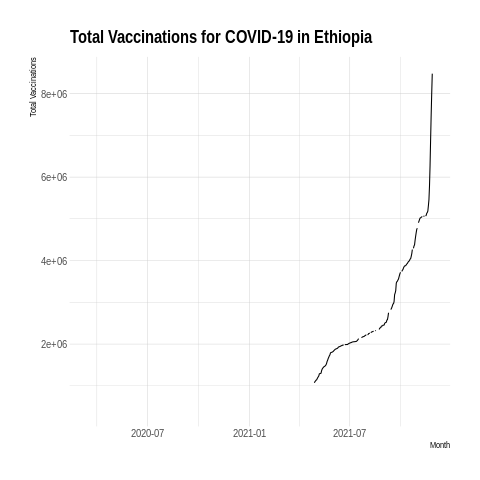 Total Vaccinations for COVID-19 in Ethiopia
Total Vaccinations
8e+06
6e+06
4e+06
2e+06
2020-07 2021-01 2021-07
Month